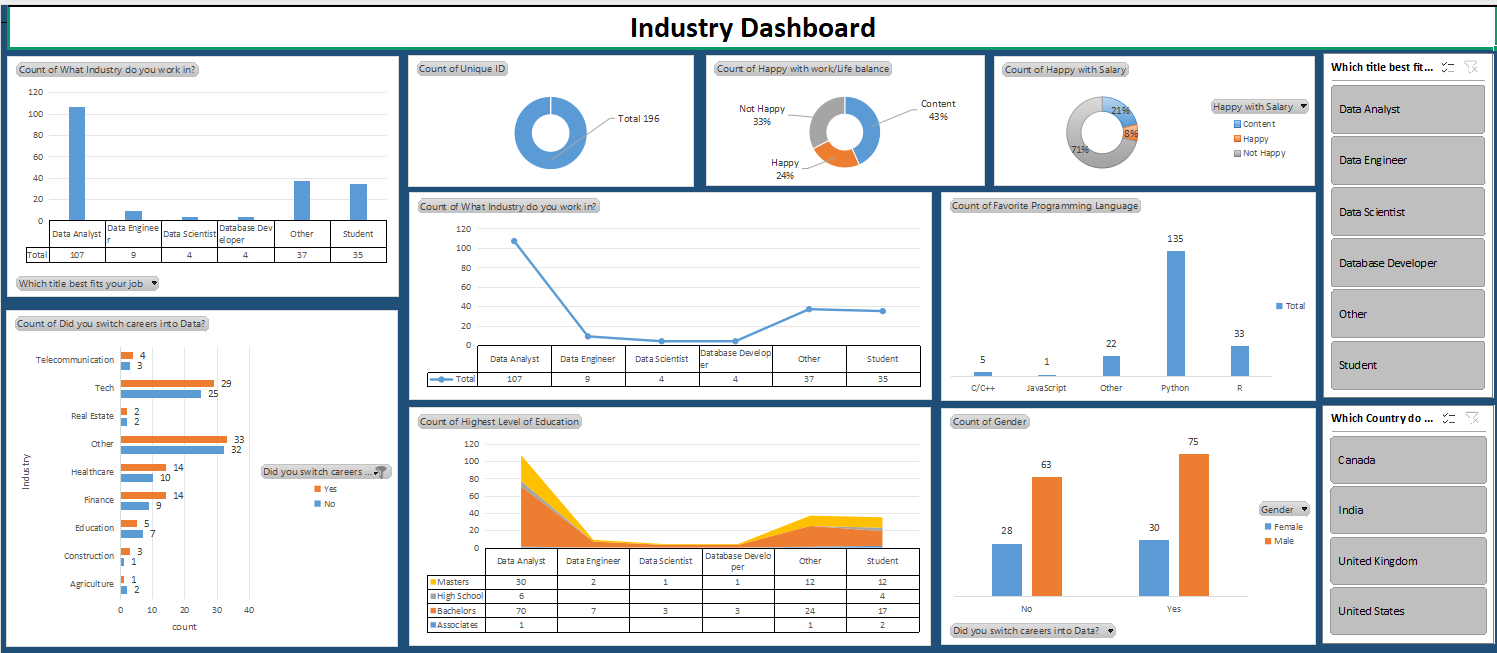 Industry Dashboard
Count of What Industry do you work in?
120
100
80
60
40
20
0
Data Analyst
Data Enginee
r
Data Scientist
Database Dev
eloper
Other
Student
Total 107 9 4 4 37 35
Which title best fits your job
Count of Unique ID
Total 196
Count of Happy with work/Life balance
Not Happy
33%
Content
43%
Happy
24%
Count of Happy with Salary
21%
8%
71%
Happy with Salary
Content
Happy
Not Happy
Which title best fit...
Data Analyst
Data Engineer
Data Scientist
Database Developer
Other
Student
Count of What Industry do you work in?
120
100
80
60
40
20
0
Data Analyst
Data Engineer
Data Scientist
Database Develop
er
Other
Student
Total 107 9 4 4 37 35
Count of Favorite Programming Language
5
1
22
135
33
C/C++ JavaScript Other Python R
Total
Count of Did you switch careers into Data?
Industry
Telecommunication 4
3
Tech 29
25
Real Estate 2
2
Other 33
32
Healthcare 14
10
Finance 14
9
Education 5
7
Construction 3
1
Agriculture 1
2
0 10 20 30 40
count
Did you switch careers ...
Yes
No
Count of Highest Level of Education
120
100
80
60
40
20
0
Data Analyst
Data Engineer
Data Scientist
Database Develo
per
Other
Student
Masters 30 2 1 1 12 12
High School 6 4
Bachelors 70 7 3 3 24 17
Associates 1 1 2
Count of Gender
28
63
30
75
No Yes
Gender
Female
Male
Did you switch careers into Data?
Which Country do ...
Canada
India
United Kingdom
United States